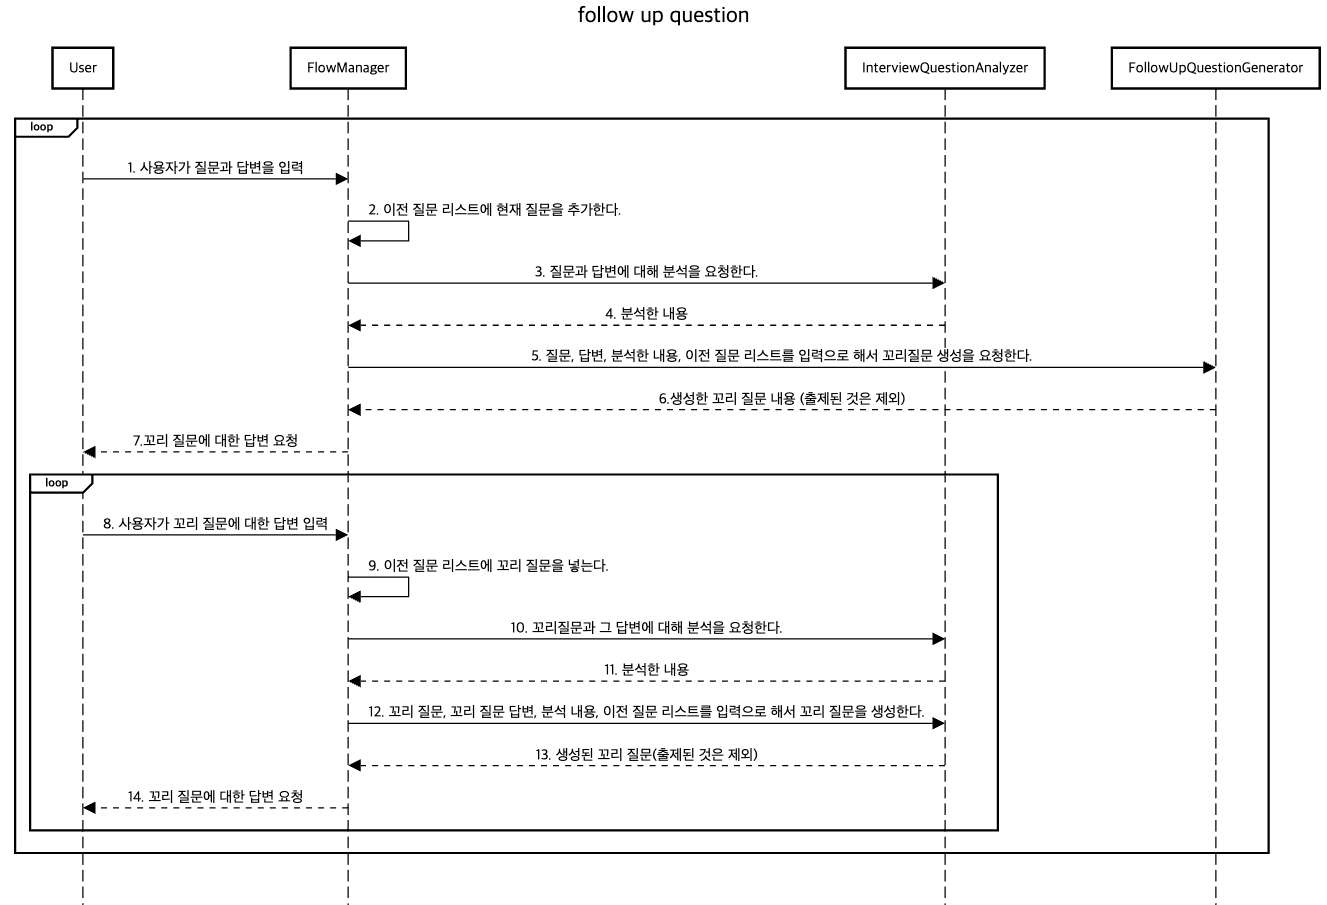 follow up question
User
FlowManager
InterviewQuestionAnalyzer
FollowUpQuestionGenerator
loop
1. 사용자가 질문과 답변을 입력
2. 이전 질문 리스트에 현재 질문을 추가한다.
3. 질문과 답변에 대해 분석을 요청한다.
4. 분석한 내용
5. 질문, 답변, 분석한 내용, 이전 질문 리스트를 입력으로 해서 꼬리질문 생성을 요청한다.
6.생성한 꼬리 질문 내용 (출제된 것은 제외)
7.꼬리 질문에 대한 답변 요청
loop
8. 사용자가 꼬리 질문에 대한 답변 입력
9. 이전 질문 리스트에 꼬리 질문을 넣는다.
10. 꼬리질문과 그 답변에 대해 분석을 요청한다.
11. 분석한 내용
12. 꼬리 질문, 꼬리 질문 답변, 분석 내용, 이전 질문 리스트를 입력으로 해서 꼬리 질문을 생성한다.
13. 생성된 꼬리 질문(출제된 것은 제외)
14. 꼬리 질문에 대한 답변 요청